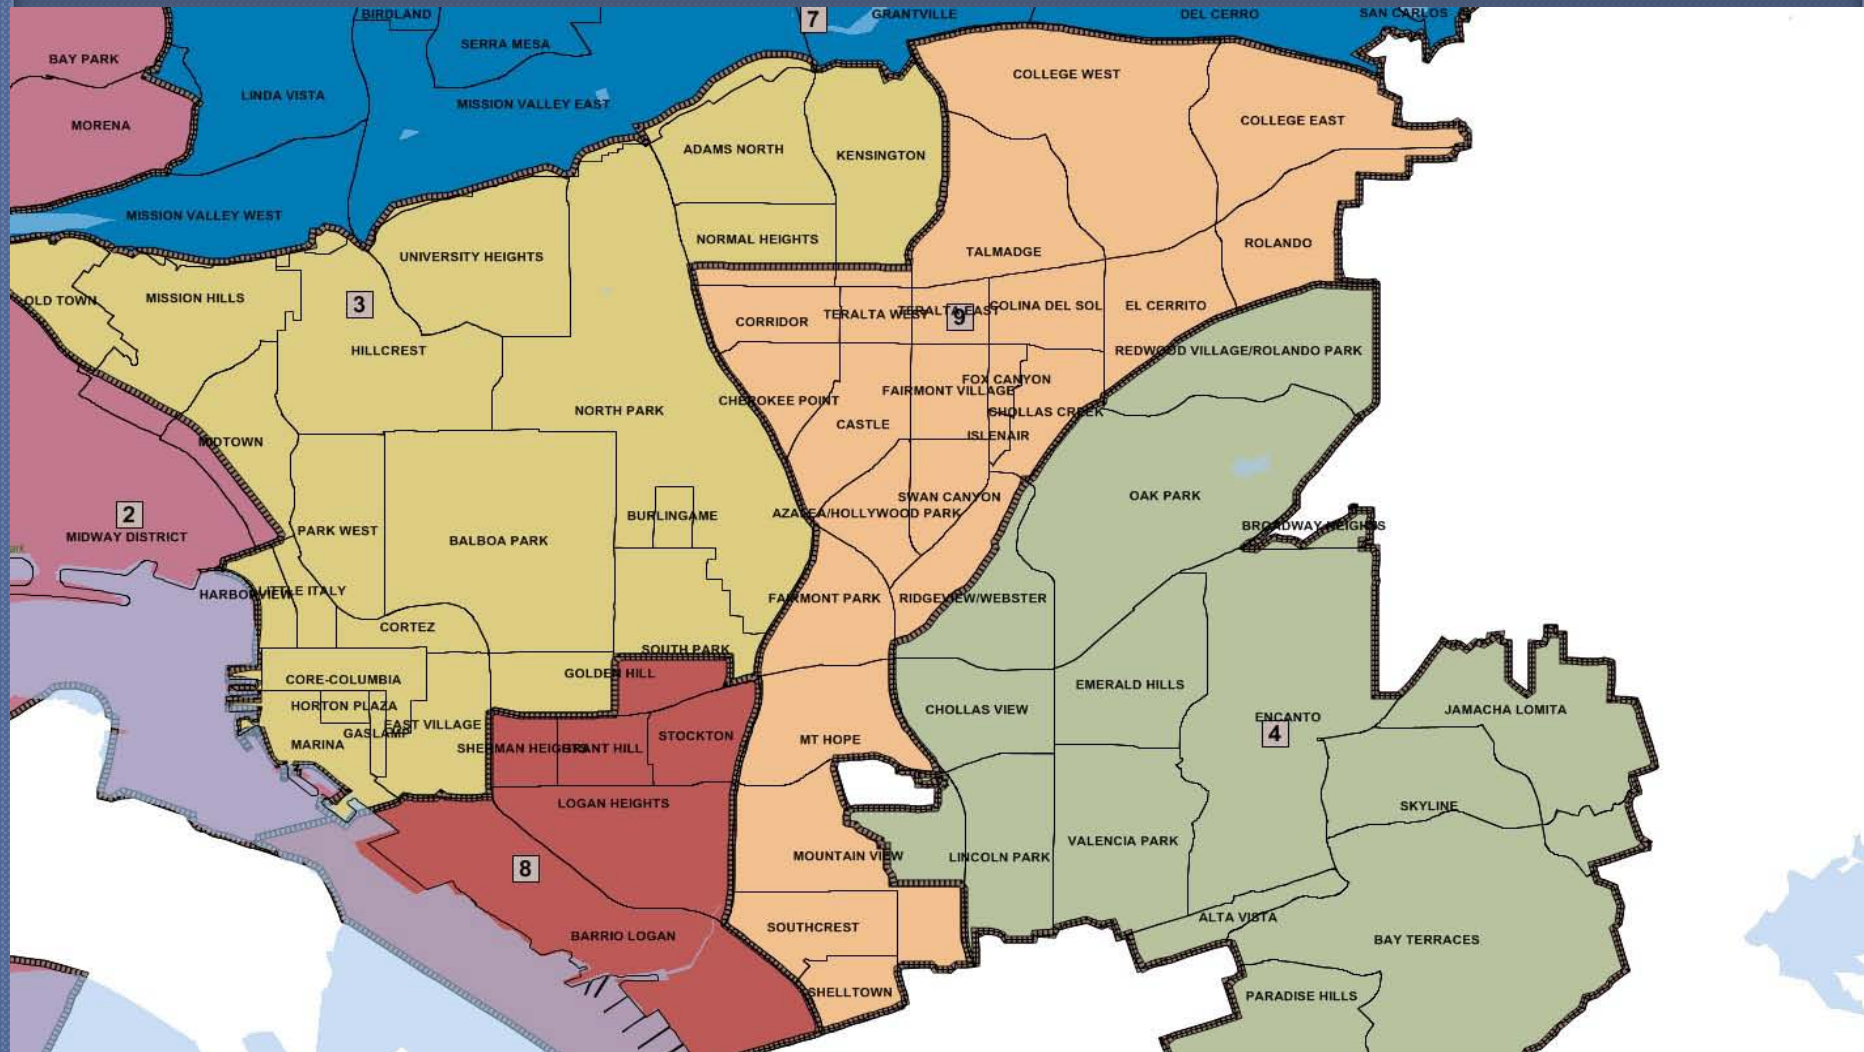 BIRDLAND
7
GRANTVILLE
DEL CERRO
SAN CARLOS
SERRA MESA
BAY PARK
COLLEGE WEST
LINDA VISTA
MISSION VALLEY EAST
MORENA
COLLEGE EAST
ADAMS NORTH
KENSINGTON
MISSION VALLEY WEST
NORMAL HEIGHTS
ROLANDO
UNIVERSITY HEIGHTS
TALMADGE
OLD TOWN
MISSION HILLS
3
CORRIDOR
TERALTA WEST
TERALTA EAST
9
COLINA DEL SOL
EL CERRITO
HILLCREST
REDWOOD VILLAGE/ROLANDO PARK
FOX CANYON
FAIRMONT VILLAGE
CHEROKEE POINT
NORTH PARK
CHOLLAS CREEK
CASTLE
ISLENAIR
MIDTOWN
SWAN CANYON
OAK PARK
2
BURLINGAME
AZALEA/HOLLYWOOD PARK
BROADWAY HEIGHTS
PARK WEST
MIDWAY DISTRICT
BALBOA PARK
HARBORVIEW
LITTLE ITALY
FAIRMONT PARK
RIDGEVIEW/WEBSTER
CORTEZ
SOUTH PARK
GOLDEN HILL
CORE-COLUMBIA
EMERALD HILLS
HORTON PLAZA
CHOLLAS VIEW
JAMACHA LOMITA
ENCANTO
EAST VILLAGE
GASLAMP
4
STOCKTON
MT HOPE
MARINA
SHERMAN HEIGHTS
GRANT HILL
LOGAN HEIGHTS
SKYLINE
VALENCIA PARK
MOUNTAIN VIEW
LINCOLN PARK
8
ALTA VISTA
SOUTHCREST
BARRIO LOGAN
BAY TERRACES
SHELLTOWN
PARADISE HILLS